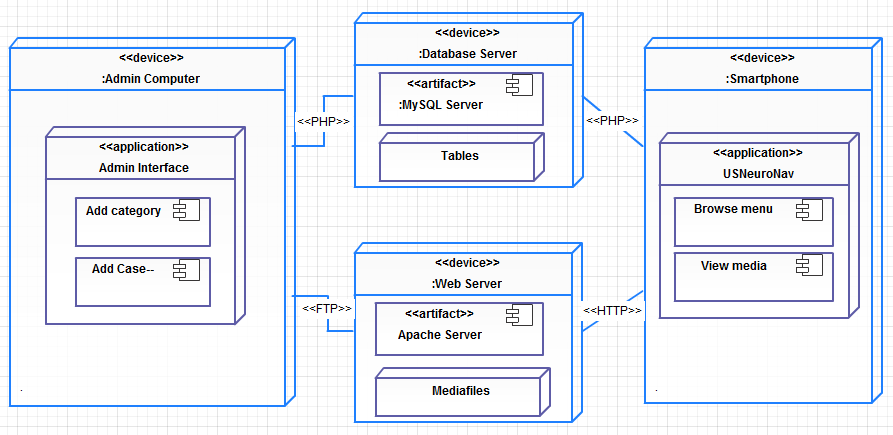 <<device>>
:Admin Computer
<<application>>
Admin Interface
Add category
Add Case--
.
<<PHP>>
<<FTP>>
<<device>>
:Database Server
<<artifact>>
:MySQL Server
Tables
<<device>>
:Web Server
<<artifact>>
Apache Server
Mediafiles
<<PHP>>
<<HTTP>>
<<device>>
:Smartphone
<<application>>
USNeuroNav
Browse menu
View media
.